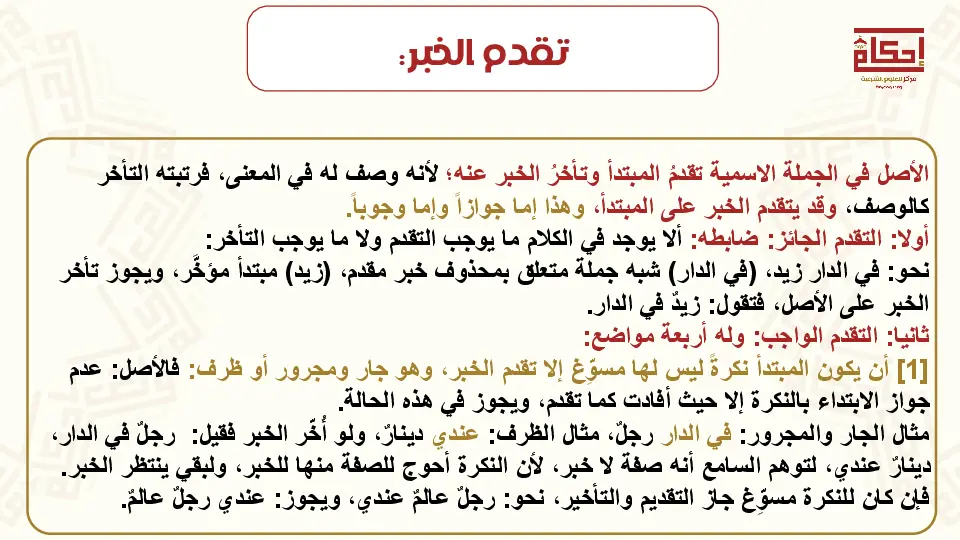 تقدم الخبر:
إحكام
مركز للعلوم الشرعية
الأصل في الجملة الاسمية تقدمُ المبتدأ وتأخرُ الخبر عنه؛ لأنه وصف له في المعنى، فرتبته التأخر
كالوصف، وقد يتقدم الخبر على المبتدأ، وهذا إما جوازاً وإما وجوباً.
أولا: التقدم الجائز: ضابطه: ألا يوجد في الكلام ما يوجب التقدم ولا ما يوجب التأخر:
نحو: في الدار زيد، (في الدار) شبه جملة متعلق بمحذوف خبر مقدم، (زيد) مبتدأ مؤخَّر، ويجوز تأخر
الخبر على الأصل، فتقول: زيدٌ في الدار.
ثانيا: التقدم الواجب: وله أربعة مواضع:
[1] أن يكون المبتدأ نكرةً ليس لها مسوِّغ إلا تقدم الخبر، وهو جار ومجرور أو ظرف: فالأصل: عدم
جواز الابتداء بالنكرة إلا حيث أفادت كما تقدم، ويجوز في هذه الحالة.
مثال الجار والمجرور: في الدار رجلٌ، مثال الظرف: عندي دينارٌ، ولو أُخّر الخبر فقيل: رجلٌ في الدار،
دينارٌ عندي، لتوهم السامع أنه صفة لا خبر، لأن النكرة أحوج للصفة منها للخبر، ولبقي ينتظر الخبر.
فإن كان للنكرة مسوِّغ جاز التقديم والتأخير، نحو: رجلٌ عالمٌ عندي، ويجوز: عندي رجلٌ عالمٌ.